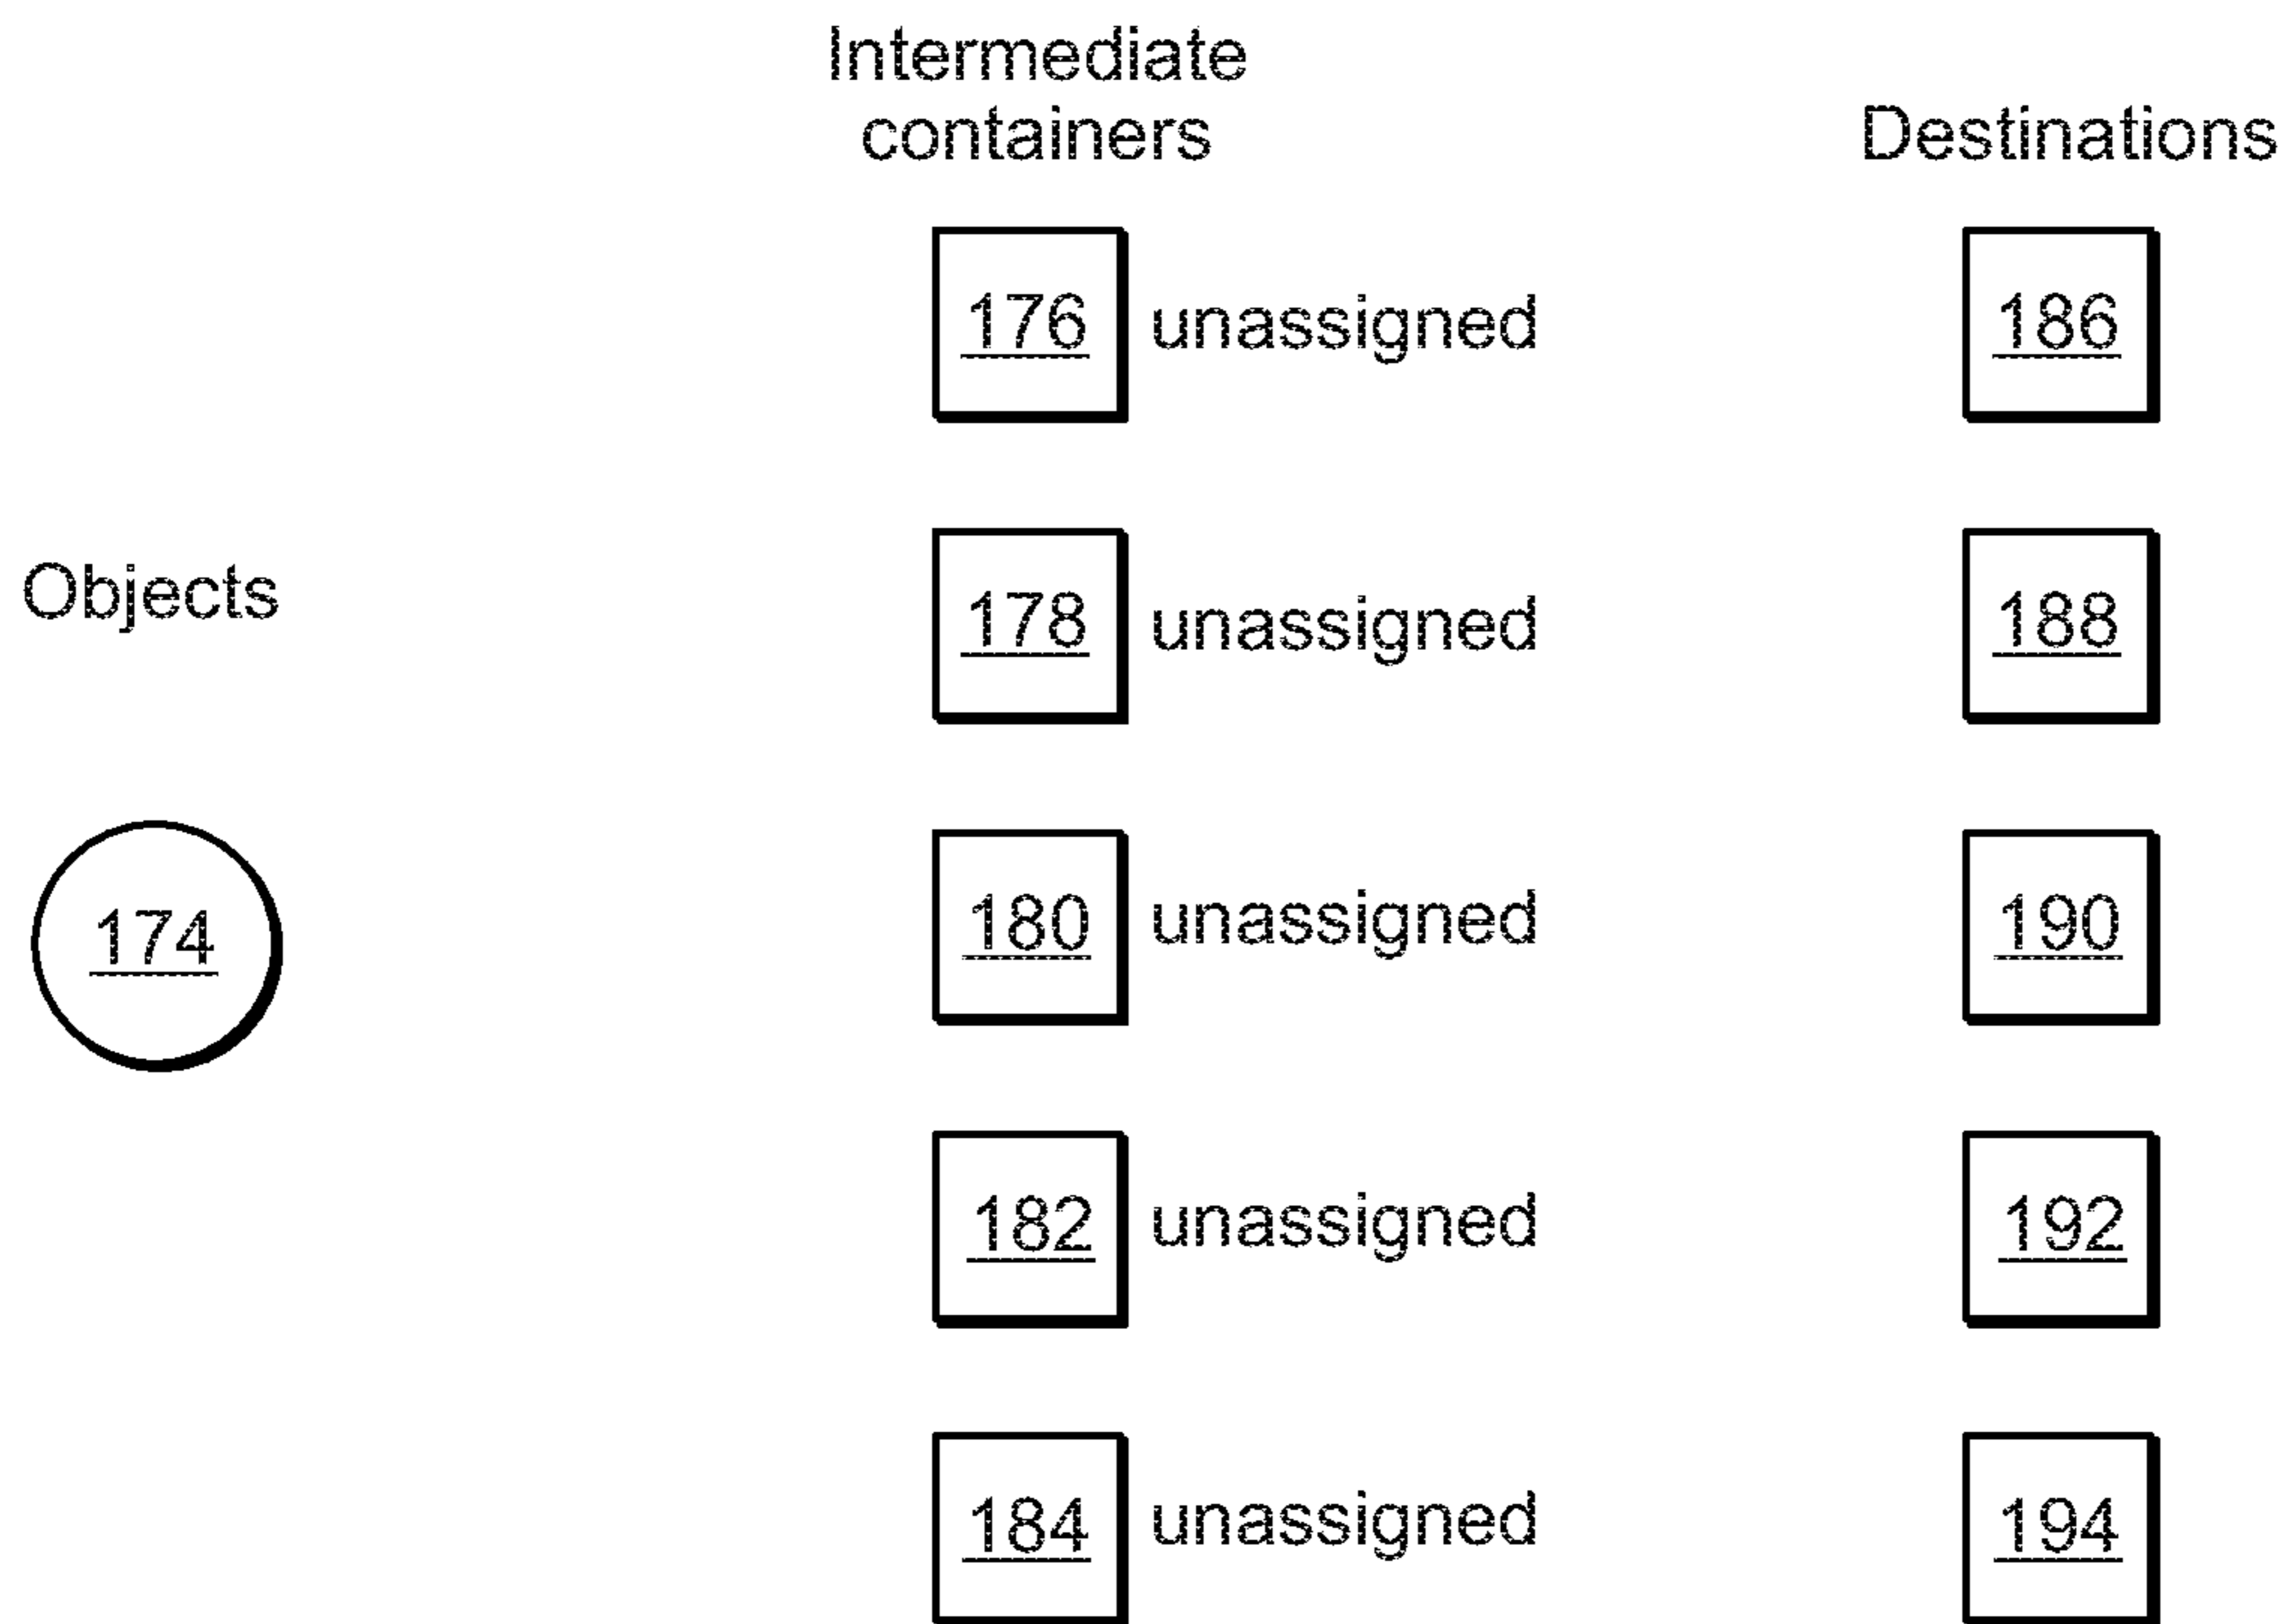 Intermediate
containers
Destinations
176 unassigned 186
Objects
178 unassigned 188
174
180 unassigned 190
182 unassigned 192
184 unassigned 194